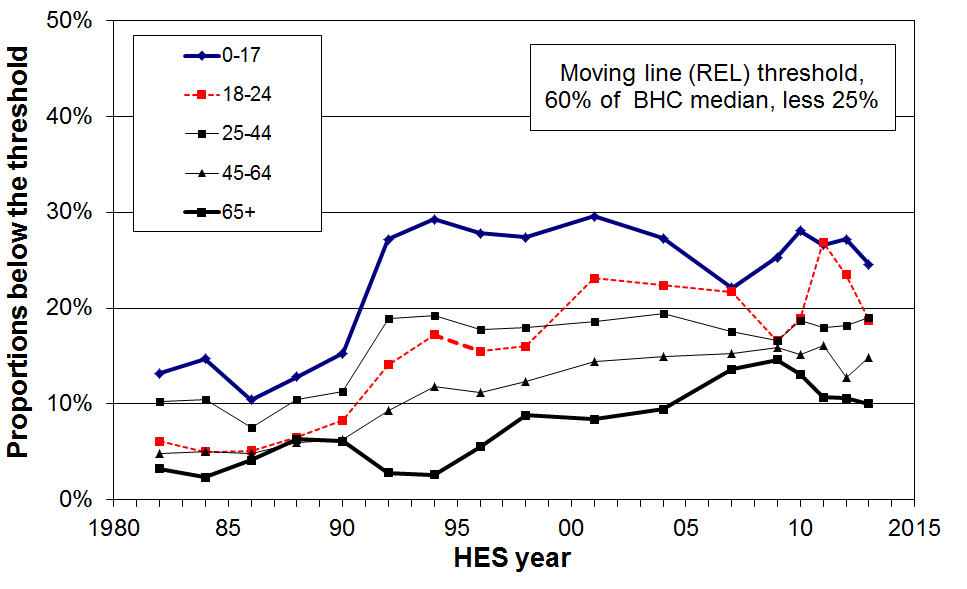 50%
40%
30%
20%
10%
0%
Proportions below the threshold
0-17
18-24
25-44
45-64
65+
Moving line (REL) threshold,
60% of BHC median, less 25%
1980 85 90 95 00 05 10 2015
HES year